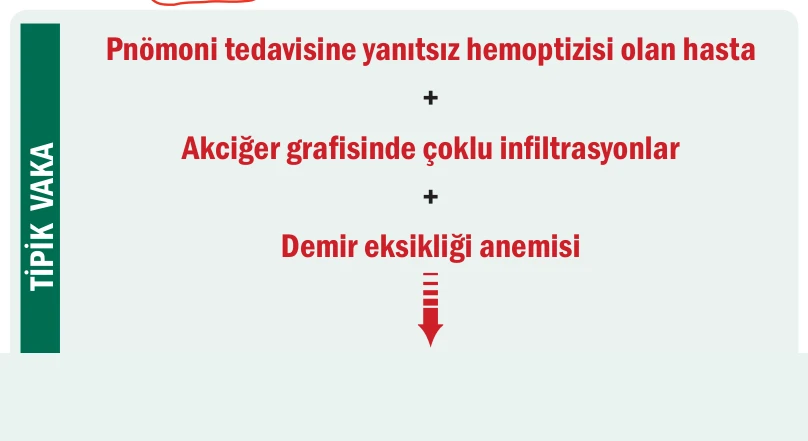 Pnömoni tedavisine yanıtsız hemoptizisi olan hasta
+
Akciğer grafisinde çoklu infiltrasyonlar
+
Demir eksikliği anemisi
TİPİK VAKA